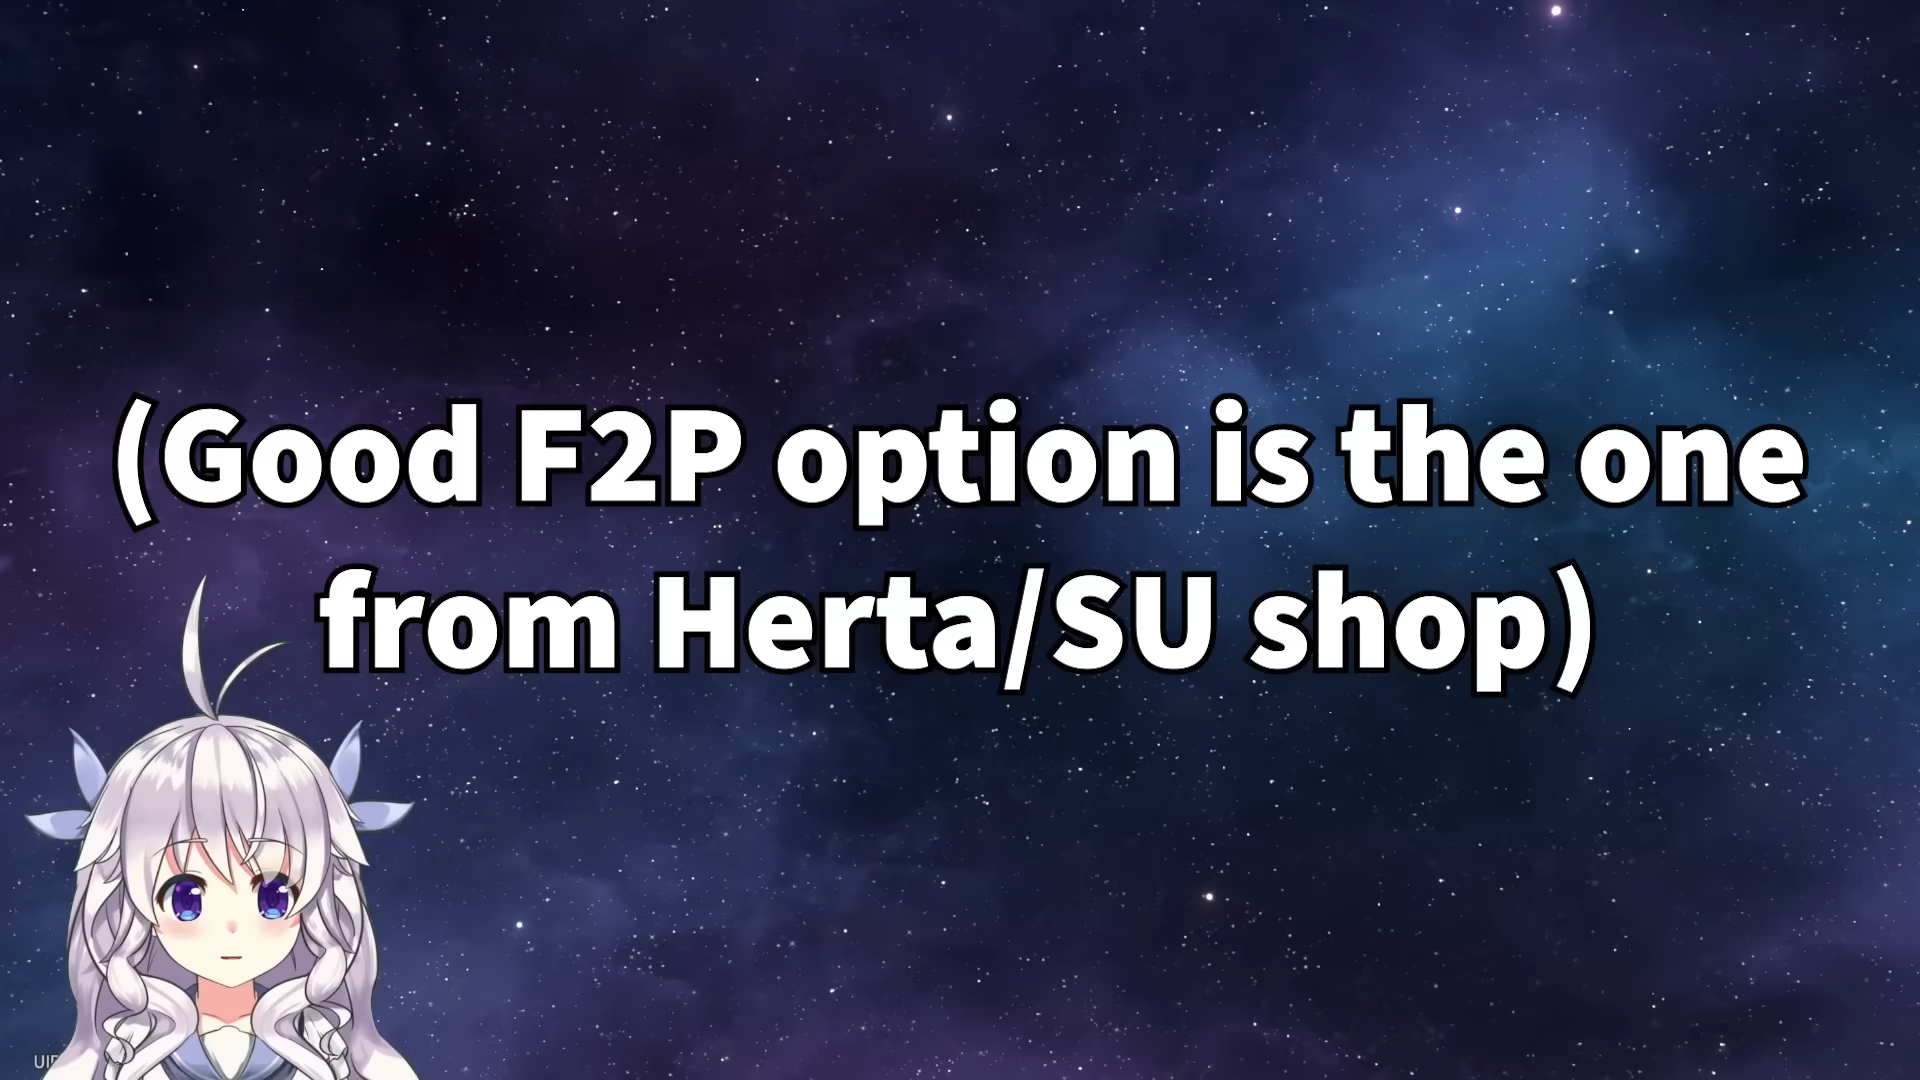 (Good F2P option is the one
from Herta/SU shop)